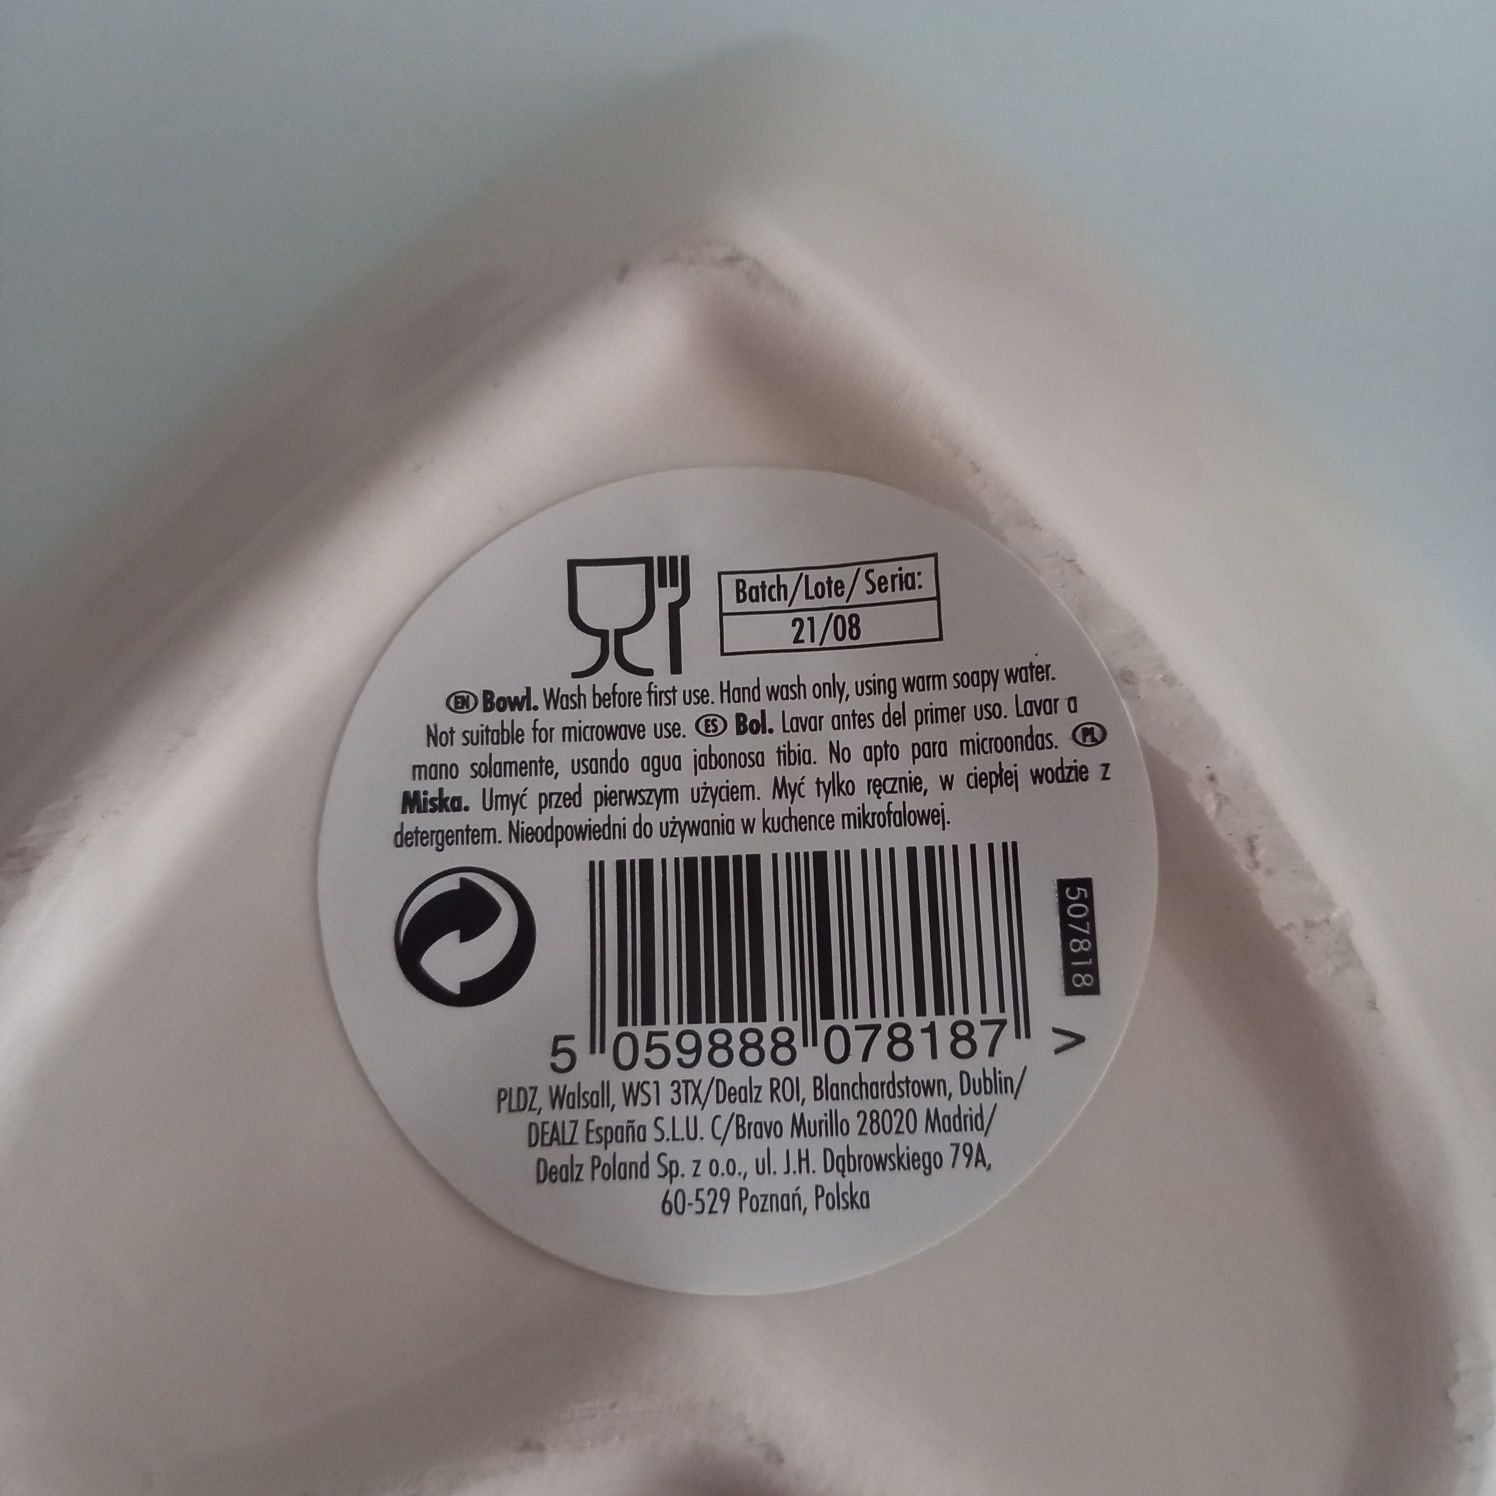 Batch/Lote/Seria:
21/08
EN Bowl. Wash before first use. Hand wash only, using warm soapy water.
Not suitable for microwave use. ES Bol. Lavar antes del primer uso. Lavar a
mano solamente, usando agua jabonosa tibia. No apto para microondas. PL
Miska. Umyć przed pierwszym użyciem. Myć tylko ręcznie, w ciepłej wodzie z
detergentem. Nieodpowiedni do używania w kuchence mikrofalowej.
507818
5 059888 078187 >
PLDZ, Walsall, WS1 3TX/Dealz ROI, Blanchardstown, Dublin/
DEALZ España S.L.U. C/Bravo Murillo 28020 Madrid/
Dealz Poland Sp. z o.o., ul. J.H. Dąbrowskiego 79A,
60-529 Poznań, Polska